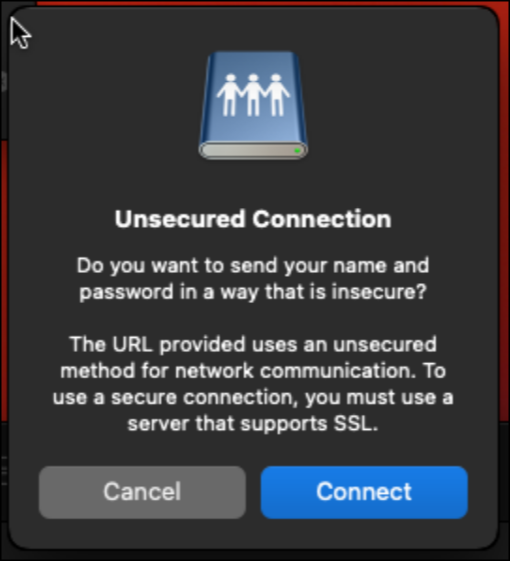 Unsecured Connection
Do you want to send your name and
password in a way that is insecure?
The URL provided uses an unsecured
method for network communication. To
use a secure connection, you must use a
server that supports SSL.
Cancel
Connect